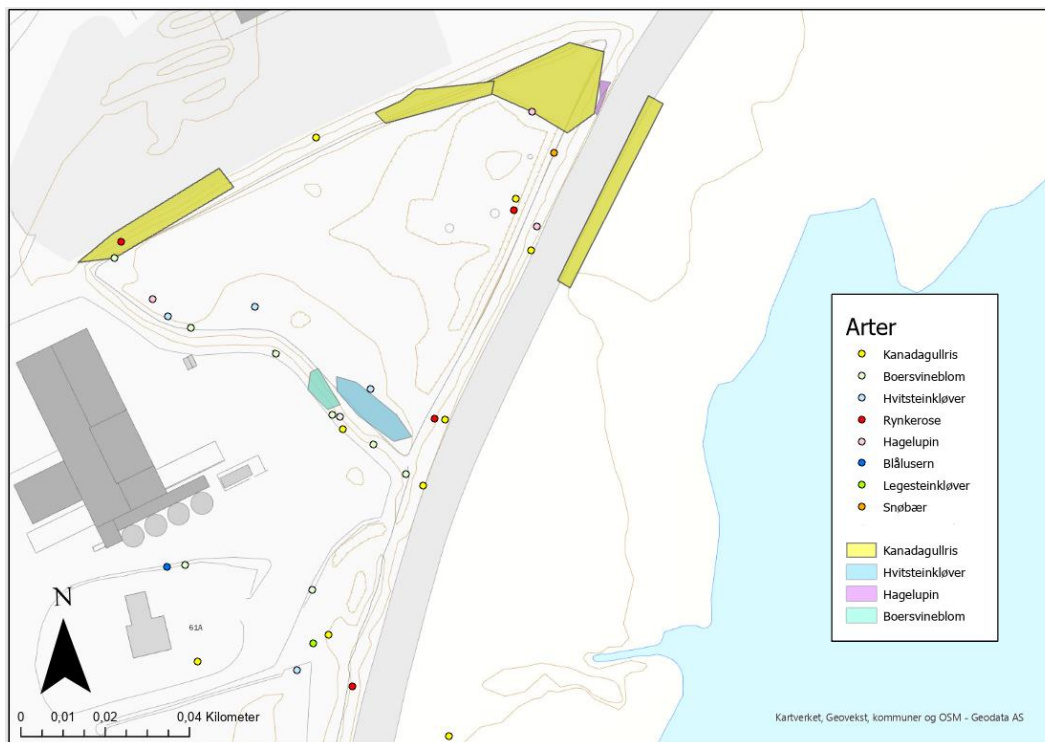 Arter
Kanadagullris
Boersvineblom
Hvitsteinkløver
Rynkerose
Hagelupin
Blålusern
Legesteinkløver
Snøbær
Kanadagullris
Hvitsteinkløver
Hagelupin
Boersvineblom
61A
N
0 0,01 0,02 0,04 Kilometer
Kartverket, Geovekst, kommuner og OSM - Geodata AS